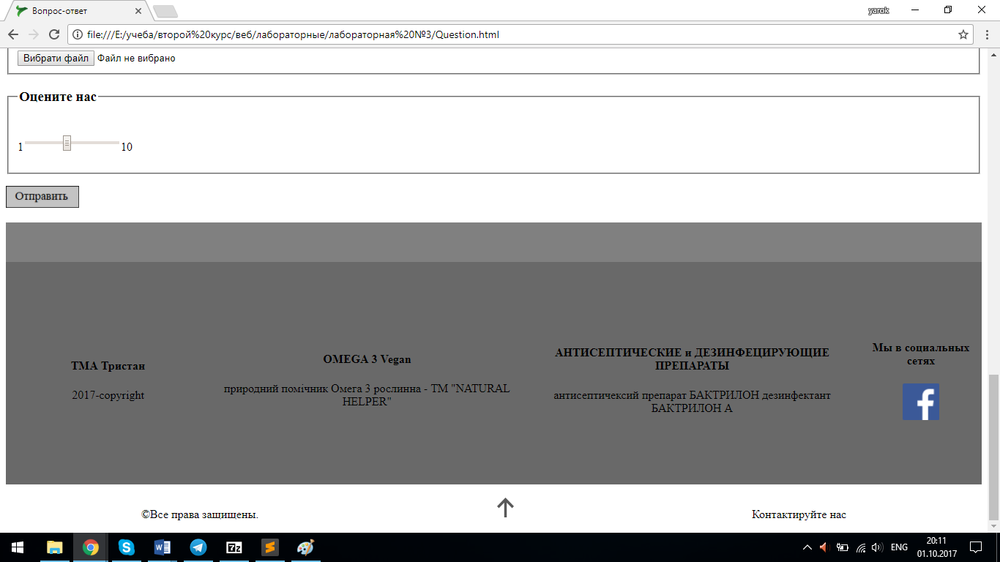 Вопрос-ответ
yarok
file:///E:/учеба/второй%20курс/веб/лабораторные/лабораторная%20№3/Question.html
Вибрати файл Файл не вибрано
Оцените нас
1 10
Отправить
ТМА Тристан
2017-copyright
OMEGA 3 Vegan
природний помічник Омега 3 рослинна - ТМ "NATURAL
HELPER"
АНТИСЕПТИЧЕСКИЕ и ДЕЗИНФЕЦИРУЮЩИЕ
ПРЕПАРАТЫ
антисептичексий препарат БАКТРИЛОН дезинфектант
БАКТРИЛОН А
Мы в социальных
сетях
f
©Все права защищены.
Контактируйте нас
S W 7z S
ENG
20:11
01.10.2017